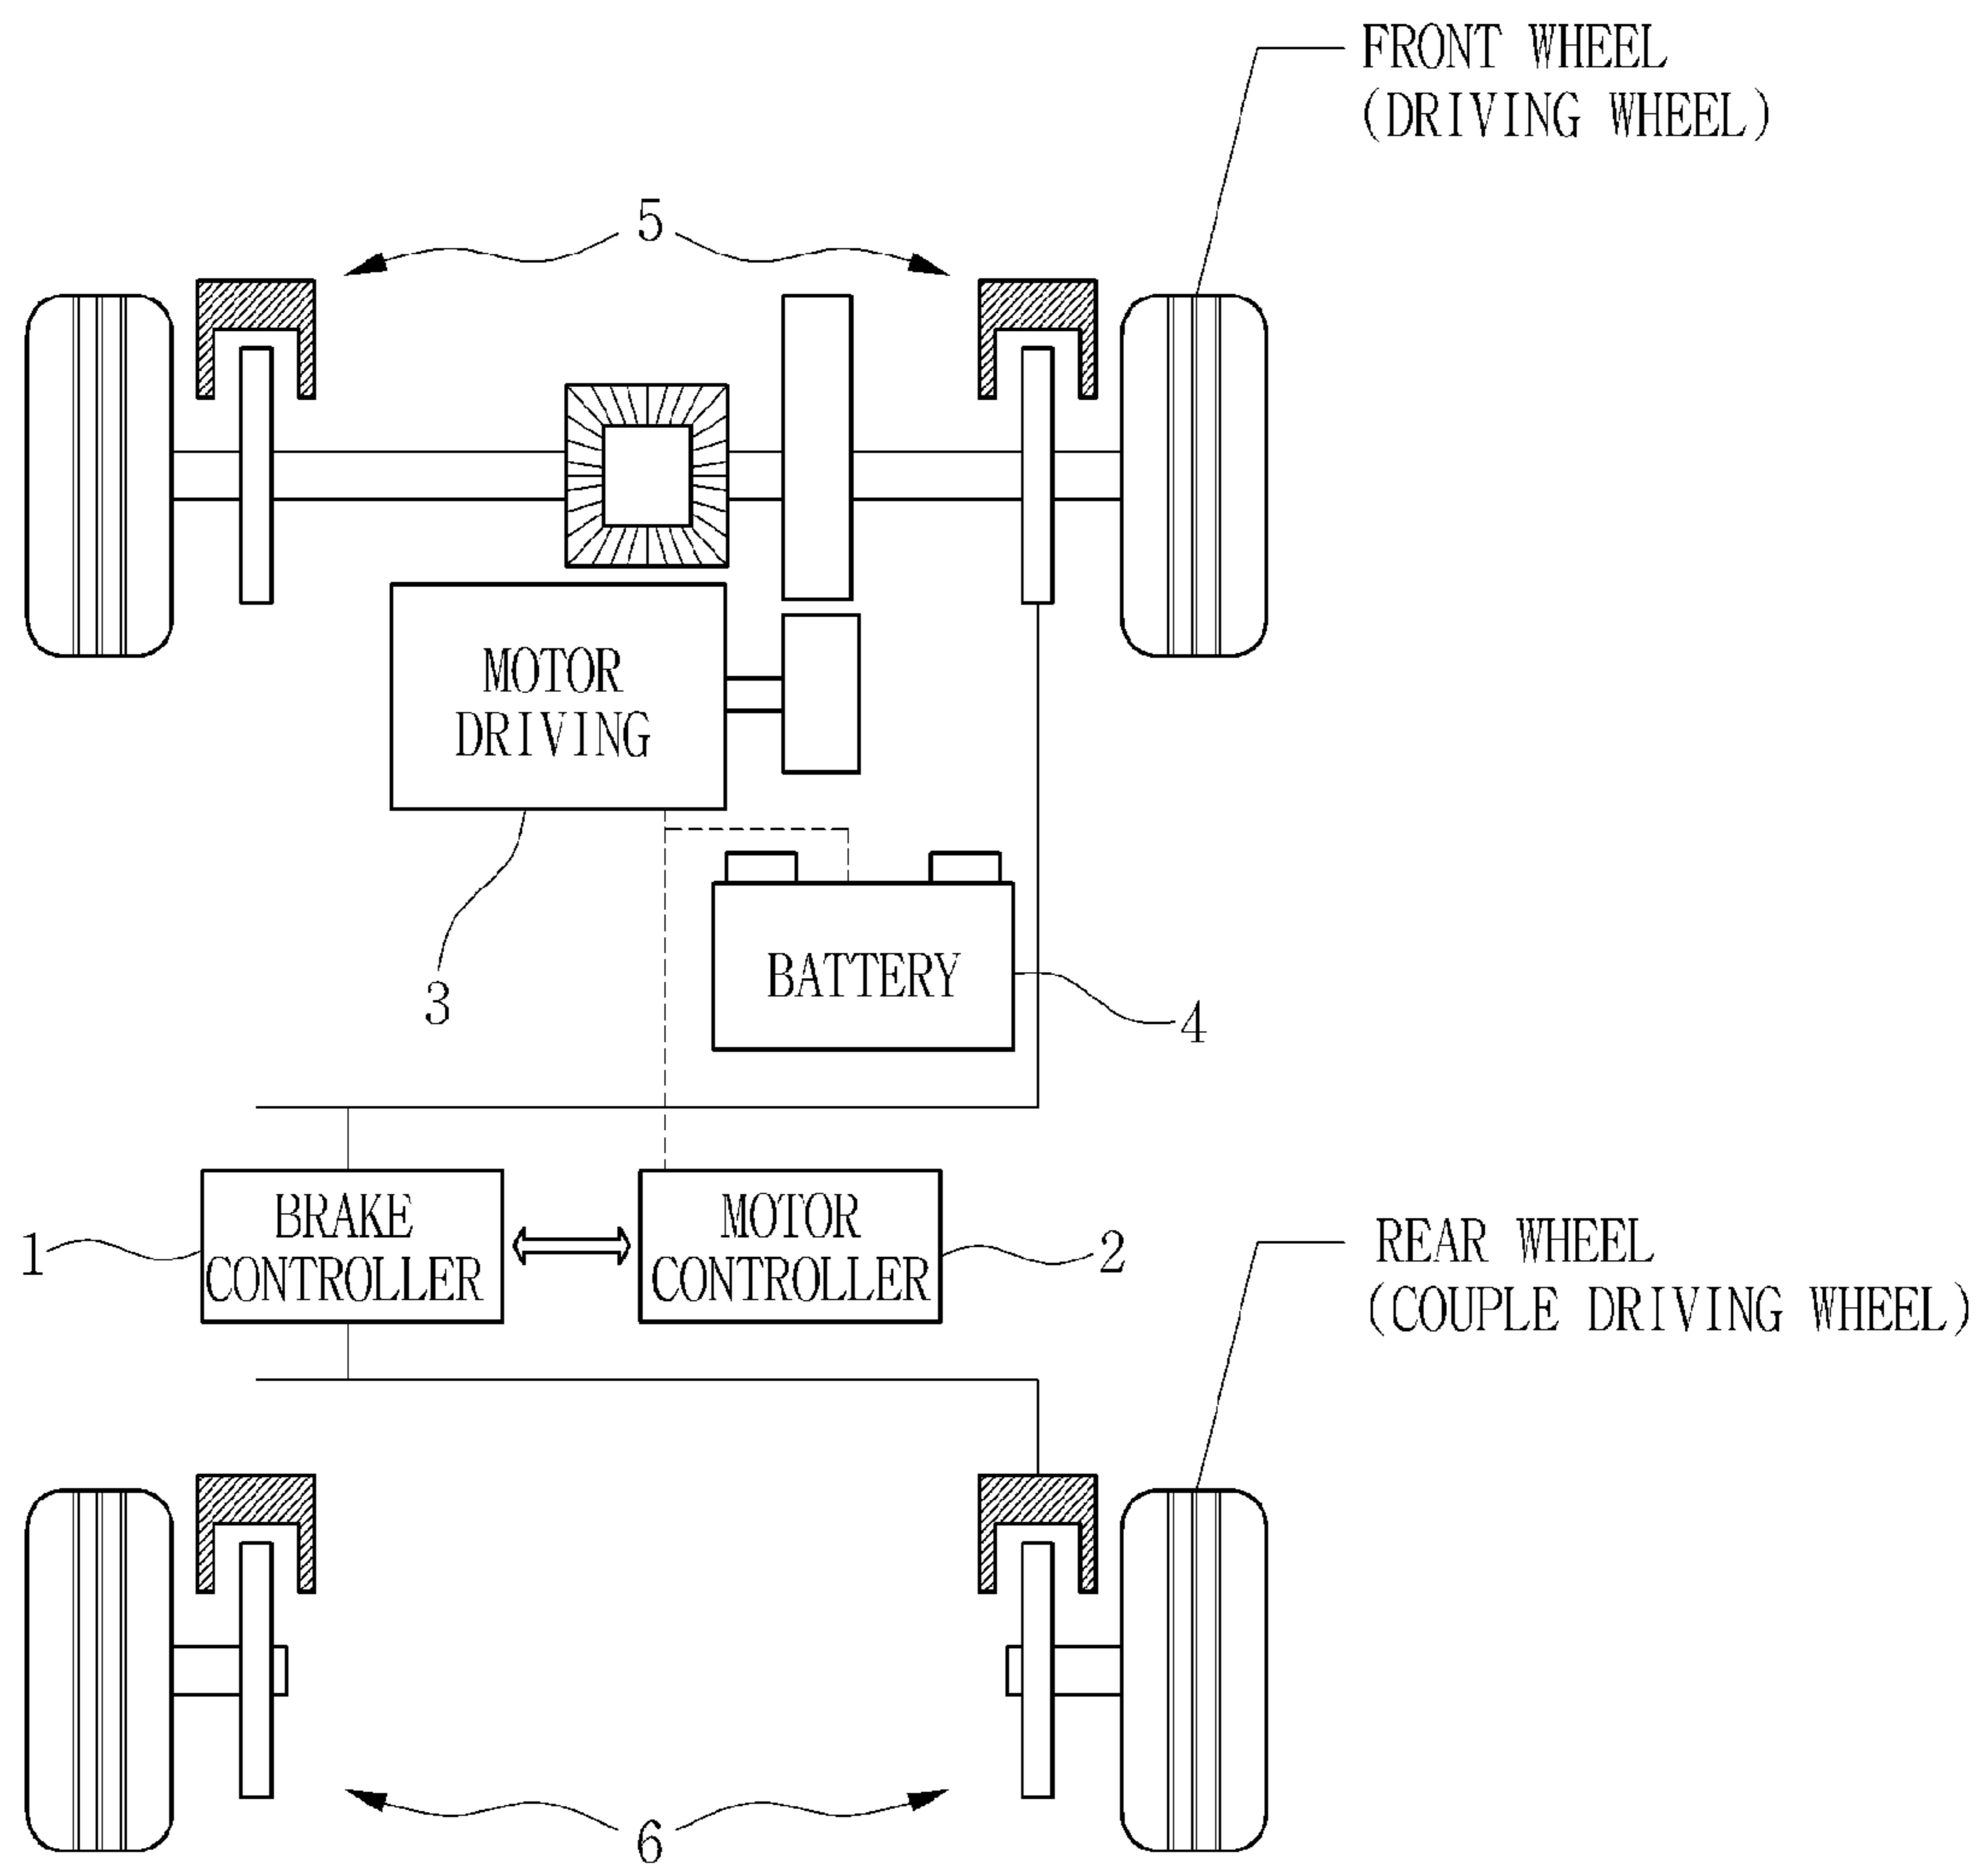 FRONT WHEEL
(DRIVING WHEEL)
5
MOTOR
DRIVING
3
BATTERY
4
1
BRAKE
CONTROLLER
MOTOR
CONTROLLER
2
REAR WHEEL
(COUPLE DRIVING WHEEL)
6